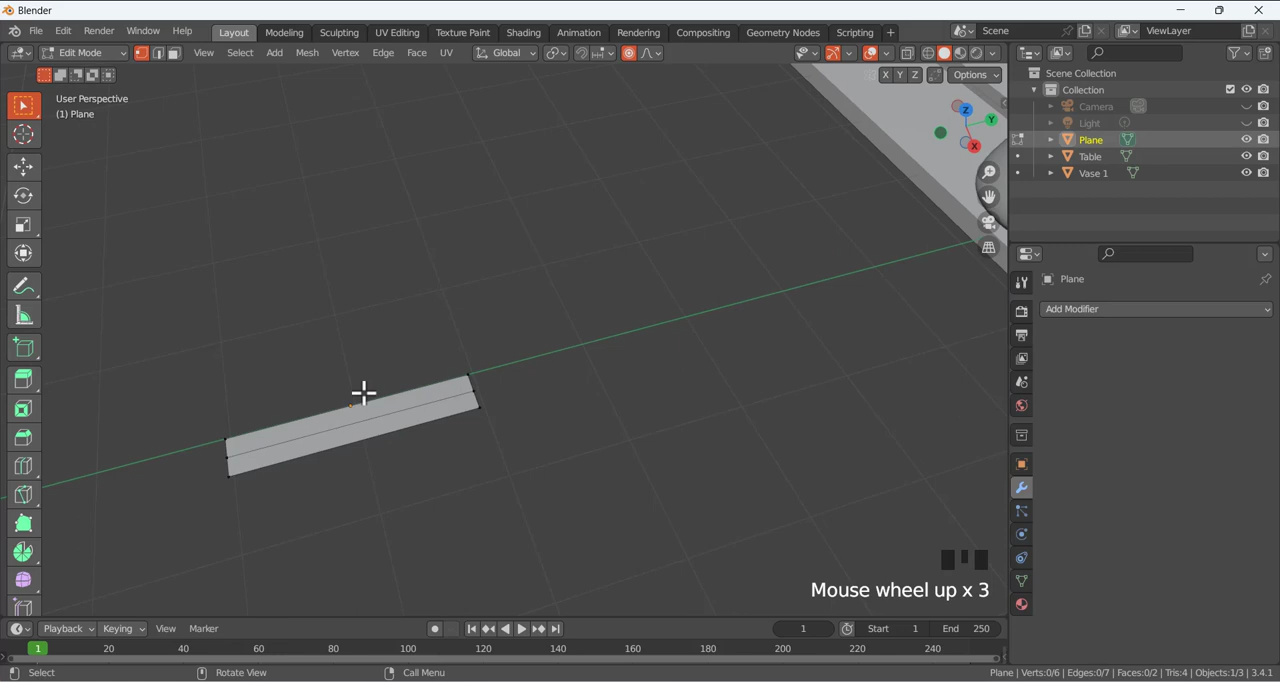 Blender
File Edit Render Window Help Layout Modeling Sculpting UV Editing Texture Paint Shading Animation Rendering Compositing Geometry Nodes Scripting + Scene ViewLayer
Edit Mode View Select Add Mesh Vertex Edge Face UV Global
X Y Z Options
User Perspective
(1) Plane
Z
Y
X
Scene Collection
Collection
Camera
Light
Plane
Table
Vase 1
Plane
Add Modifier
Mouse wheel up x 3
Playback Keying View Marker 1 Start 1 End 250
1 20 40 60 80 100 120 140 160 180 200 220 240
Select Rotate View Call Menu Plane | Verts:0/6 | Edges:0/7 | Faces:0/2 | Tris:4 | Objects:1/3 | 3.4.1